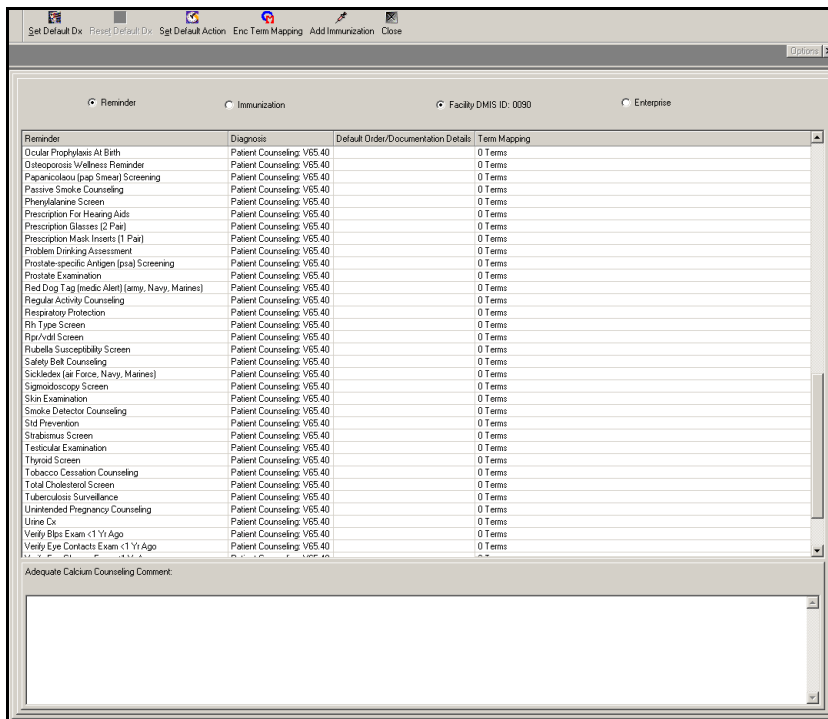 Set Default Dx Reset Default Dx Set Default Action Enc Term Mapping Add Immunization Close
Options
Reminder Immunization Facility DMIS ID: 0090 Enterprise
Reminder Diagnosis Default Order/Documentation Details Term Mapping
Ocular Prophylaxis At Birth Patient Counseling: V65.40 0 Terms
Osteoporosis Wellness Reminder Patient Counseling: V65.40 0 Terms
Papanicolaou (pap Smear) Screening Patient Counseling: V65.40 0 Terms
Passive Smoke Counseling Patient Counseling: V65.40 0 Terms
Phenylalanine Screen Patient Counseling: V65.40 0 Terms
Prescription For Hearing Aids Patient Counseling: V65.40 0 Terms
Prescription Glasses (2 Pair) Patient Counseling: V65.40 0 Terms
Prescription Mask Inserts (1 Pair) Patient Counseling: V65.40 0 Terms
Problem Drinking Assessment Patient Counseling: V65.40 0 Terms
Prostate-specific Antigen (psa) Screening Patient Counseling: V65.40 0 Terms
Prostate Examination Patient Counseling: V65.40 0 Terms
Red Dog Tag (medic Alert) (army, Navy, Marines) Patient Counseling: V65.40 0 Terms
Regular Activity Counseling Patient Counseling: V65.40 0 Terms
Respiratory Protection Patient Counseling: V65.40 0 Terms
Rh Type Screen Patient Counseling: V65.40 0 Terms
Rpr/vdrl Screen Patient Counseling: V65.40 0 Terms
Rubella Susceptibility Screen Patient Counseling: V65.40 0 Terms
Safety Belt Counseling Patient Counseling: V65.40 0 Terms
Sickledex (air Force, Navy, Marines) Patient Counseling: V65.40 0 Terms
Sigmoidoscopy Screen Patient Counseling: V65.40 0 Terms
Skin Examination Patient Counseling: V65.40 0 Terms
Smoke Detector Counseling Patient Counseling: V65.40 0 Terms
Std Prevention Patient Counseling: V65.40 0 Terms
Strabismus Screen Patient Counseling: V65.40 0 Terms
Testicular Examination Patient Counseling: V65.40 0 Terms
Thyroid Screen Patient Counseling: V65.40 0 Terms
Tobacco Cessation Counseling Patient Counseling: V65.40 0 Terms
Total Cholesterol Screen Patient Counseling: V65.40 0 Terms
Tuberculosis Surveillance Patient Counseling: V65.40 0 Terms
Unintended Pregnancy Counseling Patient Counseling: V65.40 0 Terms
Urine Cx Patient Counseling: V65.40 0 Terms
Verify Blps Exam <1 Yr Ago Patient Counseling: V65.40 0 Terms
Verify Eye Contacts Exam <1 Yr Ago Patient Counseling: V65.40 0 Terms
Adequate Calcium Counseling Comment: